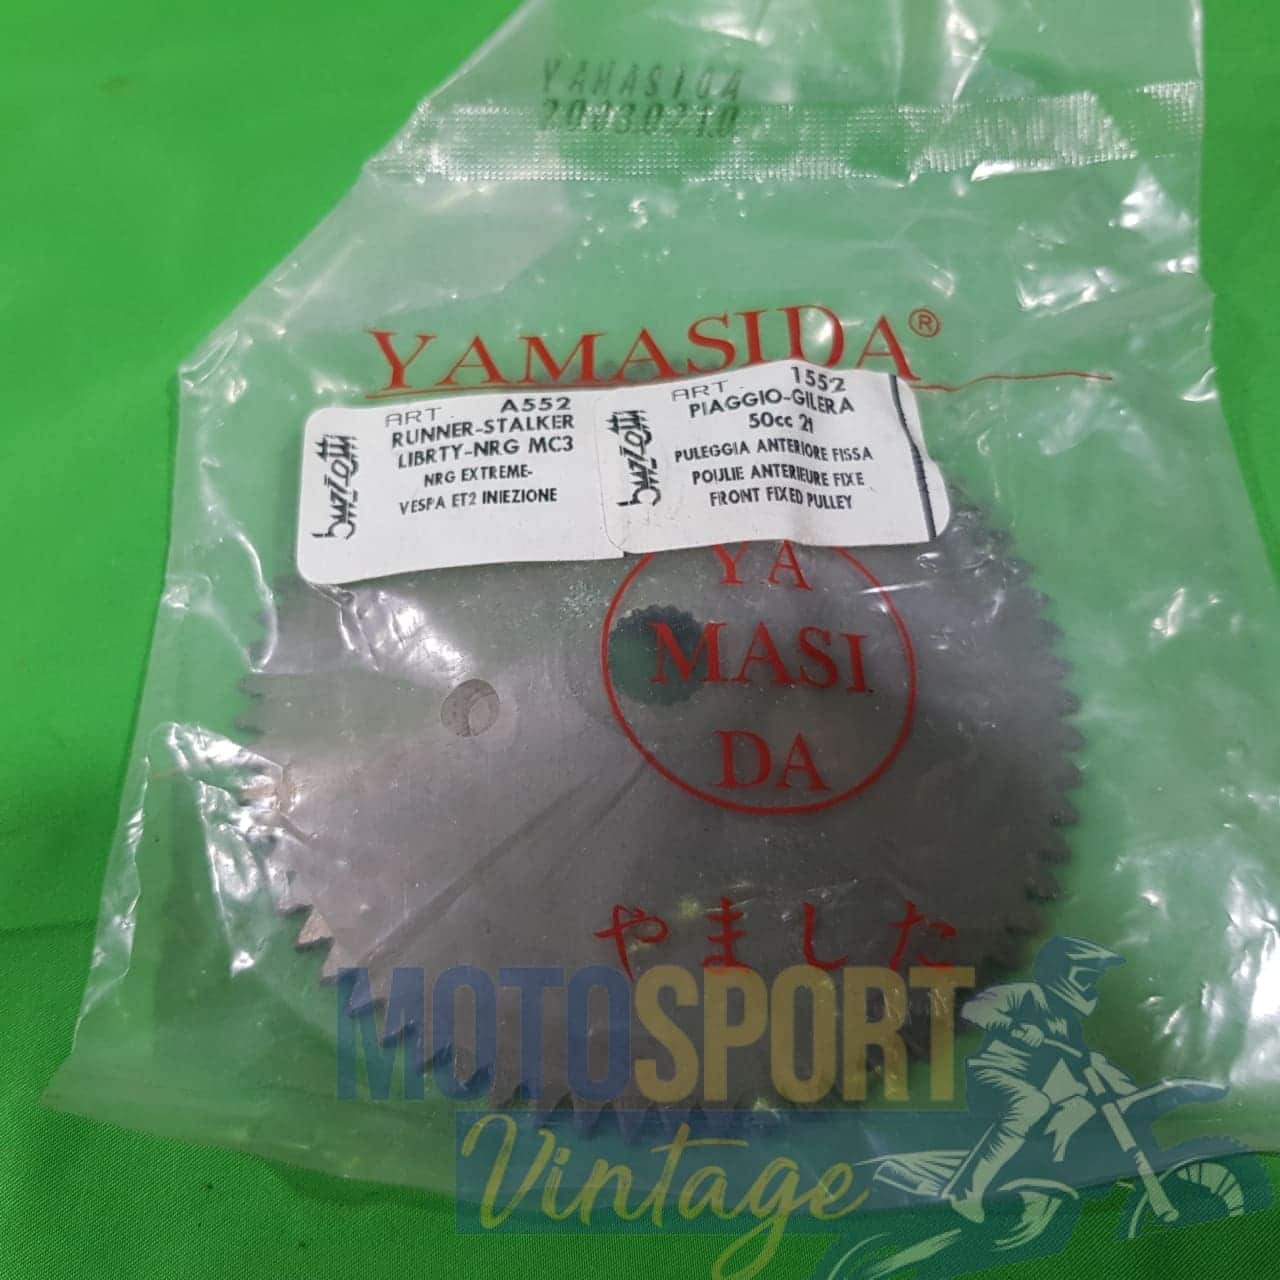 YAMASIDA
20030210
YAMASIDA®
ART. A552
RUNNER-STALKER
LIBRTY-NRG MC3
NRG EXTREME-
VESPA ET2 INIEZIONE
buzzetti
ART. 1552
PIAGGIO-GILERA
50cc 2t
PULEGGIA ANTERIORE FISSA
POULIE ANTERIEURE FIXE
FRONT FIXED PULLEY
buzzetti
YA
MASI
DA
やました
MOTOSPORT
Vintage